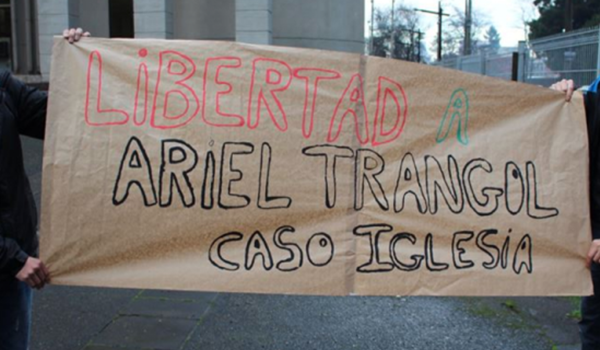 LiBERTAD A
ARiEL TRANGOL
CASO IGLESiA